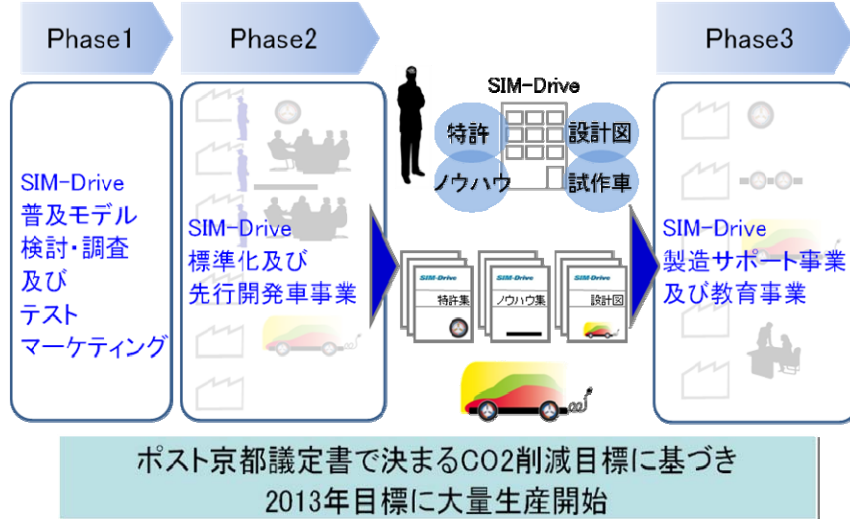 Phase1
Phase2
Phase3
SIM-Drive
普及モデル
検討・調査
及び
テスト
マーケティング
SIM-Drive
標準化及び
先行開発車事業
SIM-Drive
特許
設計図
ノウハウ
試作車
SIM-Drive
特許集
SIM-Drive
ノウハウ集
SIM-Drive
設計図
SIM-Drive
製造サポート事業
及び教育事業
ポスト京都議定書で決まるCO2削減目標に基づき
2013年目標に大量生産開始